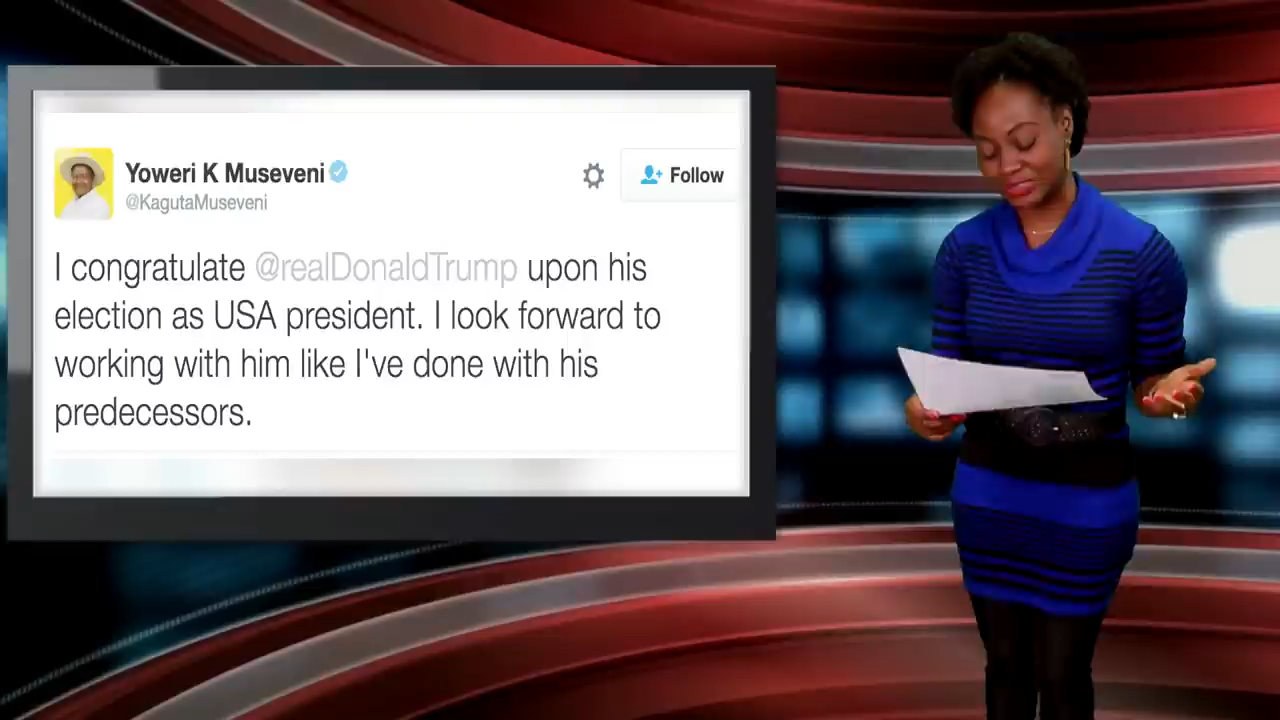 Yoweri K Museveni
@KagutaMuseveni
Follow
I congratulate @realDonaldTrump upon his
election as USA president. I look forward to
working with him like I've done with his
predecessors.